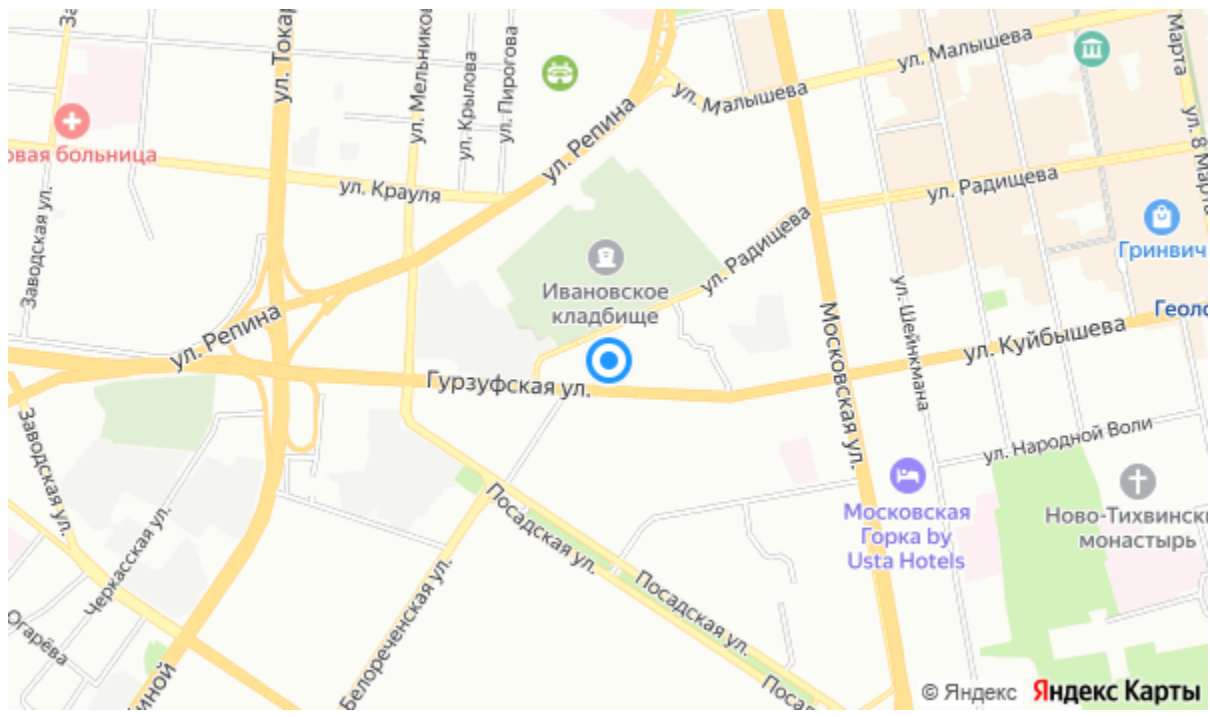 ул. Токар
ул. Мельников
ул. Крылова
ул. Пирогова
ул. Репина
ул. Малышева
ул. Малышева
Марта
ул. 8 Марта
овая больница
Заводская ул.
ул. Крауля
ул. Радищева
ул. Радищева
Гринвич
Ивановское
кладбище
ул. Шейнкмана
Московская ул.
Геоло
ул. Репина
ул. Куйбышева
Гурзуфская ул.
Заводская ул.
ул. Народной Воли
Московская
Горка by
Usta Hotels
Ново-Тихвинск
монастырь
Черкасская ул.
Посадская ул.
Посадская ул.
Белореченская ул.
Огарёва
иной
Посад
© Яндекс Яндекс Карты